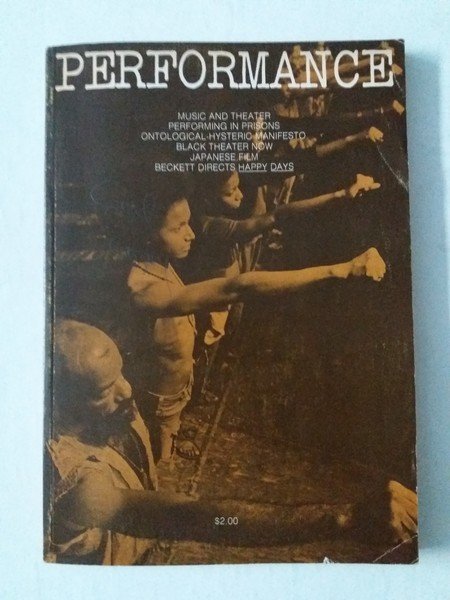 PERFORMANCE
MUSIC AND THEATER
PERFORMING IN PRISONS
ONTOLOGICAL-HYSTERIC MANIFESTO
BLACK THEATER NOW
JAPANESE FILM
BECKETT DIRECTS HAPPY DAYS
$2.00